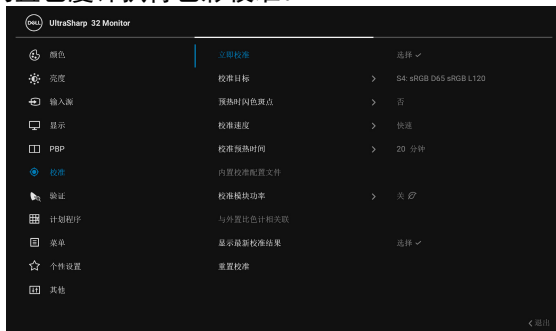 UltraSharp 32 Monitor
颜色
立即校准 选择
亮度 校准目标 S4: sRGB D65 sRGB L120
输入源 预热时闪色斑点 否
显示 校准速度 快速
PBP 校准预热时间 20 分钟
校准 内置校准配置文件
验证 校准模块功率 关
计划程序 与外置比色计相关联
菜单 显示最新校准结果 选择
个性设置 重置校准
其他
退出